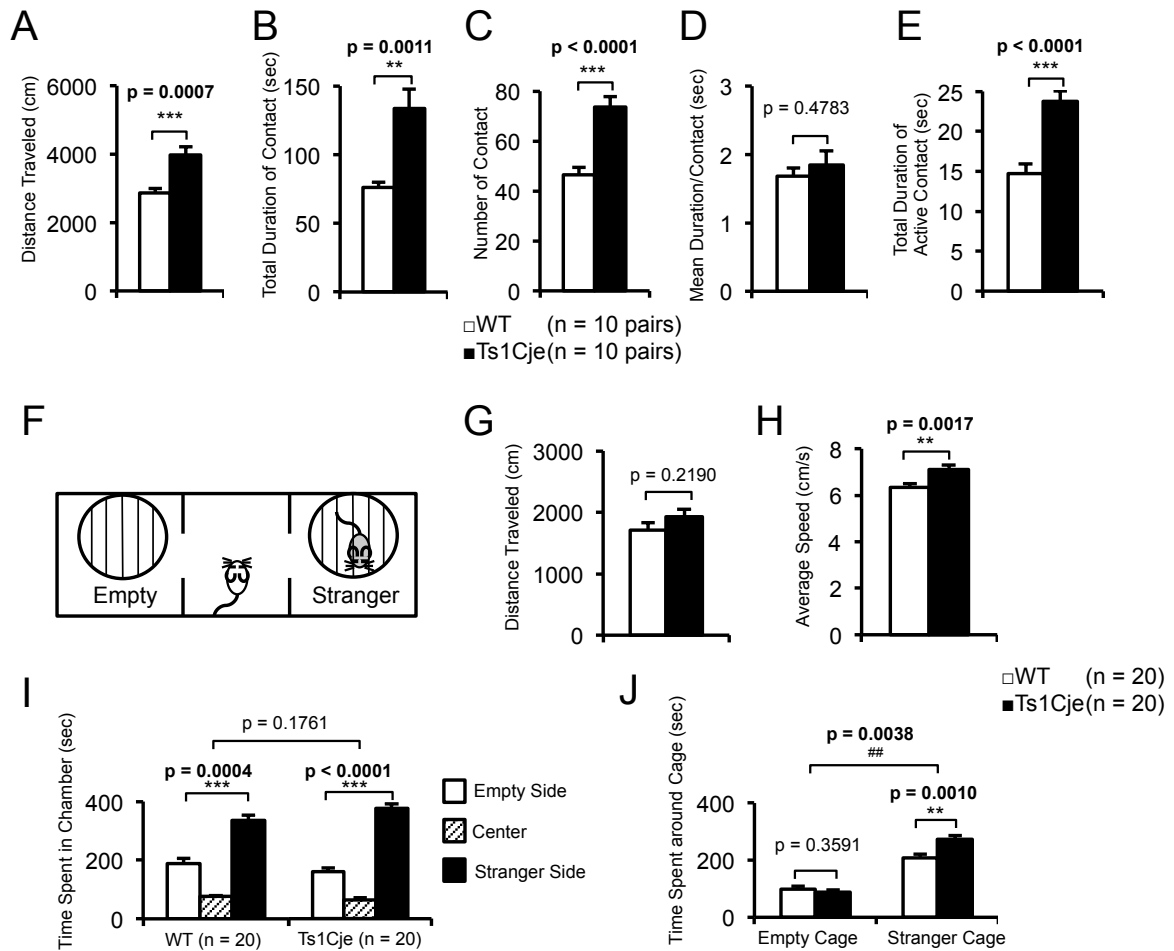 A
Distance Traveled (cm)
6000
4000
2000
0
p = 0.0007
***
B
Total Duration of Contact (sec)
150
100
50
0
p = 0.0011
**
C
Number of Contact
80
60
40
20
0
p < 0.0001
***
D
Mean Duration/Contact (sec)
3
2
1
0
p = 0.4783
E
Total Duration of
Active Contact (sec)
25
20
15
10
5
0
p < 0.0001
***
□WT (n = 10 pairs)
■Ts1Cje(n = 10 pairs)
F
Empty
Stranger
G
Distance Traveled (cm)
3000
2000
1000
0
p = 0.2190
H
Average Speed (cm/s)
8
6
4
2
0
p = 0.0017
**
□WT (n = 20)
■Ts1Cje(n = 20)
I
Time Spent in Chamber (sec)
400
200
0
p = 0.1761
p = 0.0004
***
p < 0.0001
***
WT (n = 20)
Ts1Cje (n = 20)
Empty Side
Center
Stranger Side
J
Time Spent around Cage (sec)
400
200
0
p = 0.0038
##
p = 0.3591
p = 0.0010
**
Empty Cage
Stranger Cage